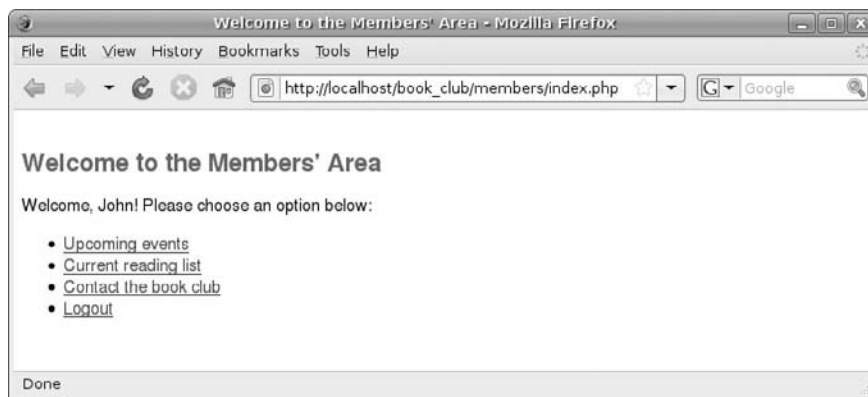 Welcome to the Members' Area - Mozilla Firefox
File Edit View History Bookmarks Tools Help
http://localhost/book_club/members/index.php G Google
Welcome to the Members' Area
Welcome, John! Please choose an option below:
• Upcoming events
• Current reading list
• Contact the book club
• Logout
Done